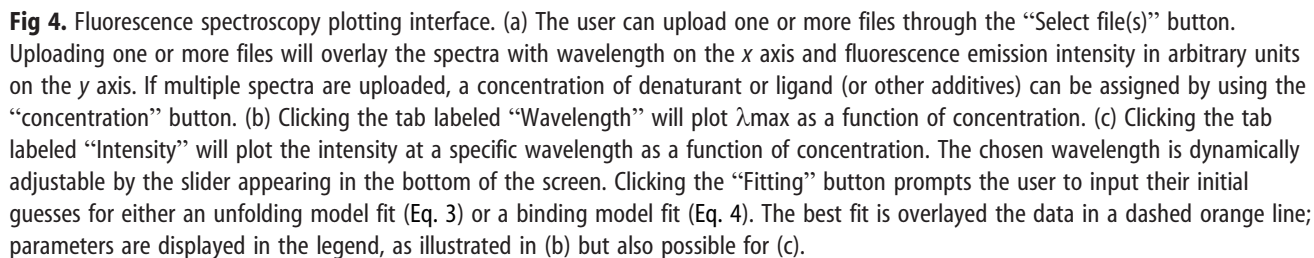 Fig 4. Fluorescence spectroscopy plotting interface. (a) The user can upload one or more files through the “Select file(s)” button.
Uploading one or more files will overlay the spectra with wavelength on the x axis and fluorescence emission intensity in arbitrary units
on the y axis. If multiple spectra are uploaded, a concentration of denaturant or ligand (or other additives) can be assigned by using the
“concentration” button. (b) Clicking the tab labeled “Wavelength” will plot λmax as a function of concentration. (c) Clicking the tab
labeled “Intensity” will plot the intensity at a specific wavelength as a function of concentration. The chosen wavelength is dynamically
adjustable by the slider appearing in the bottom of the screen. Clicking the “Fitting” button prompts the user to input their initial
guesses for either an unfolding model fit (Eq. 3) or a binding model fit (Eq. 4). The best fit is overlayed the data in a dashed orange line;
parameters are displayed in the legend, as illustrated in (b) but also possible for (c).